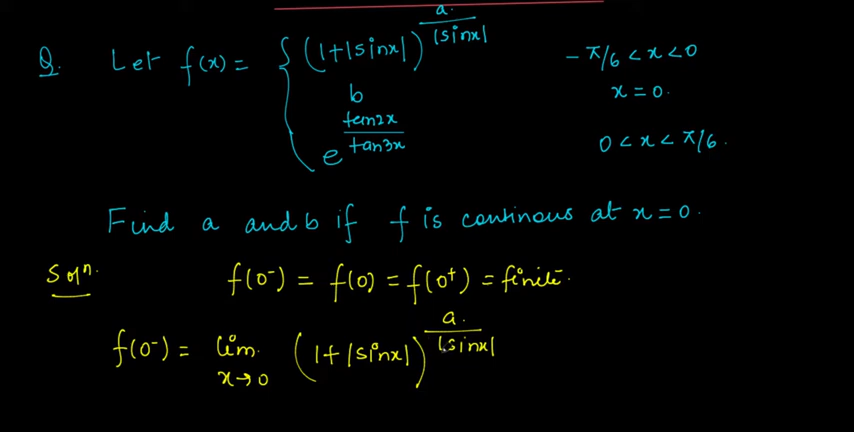 Q. Let f(x) = { (1+|sinx|)^(a/|sinx|) -π/6 < x < 0
b x = 0.
e^(tan2x/tan3x) 0 < x < π/6.
Find a and b if f is continous at x = 0.
Solⁿ. f(0⁻) = f(0) = f(0⁺) = finite.
f(0⁻) = lim x→0 (1+|sinx|)^(a/|sinx|)